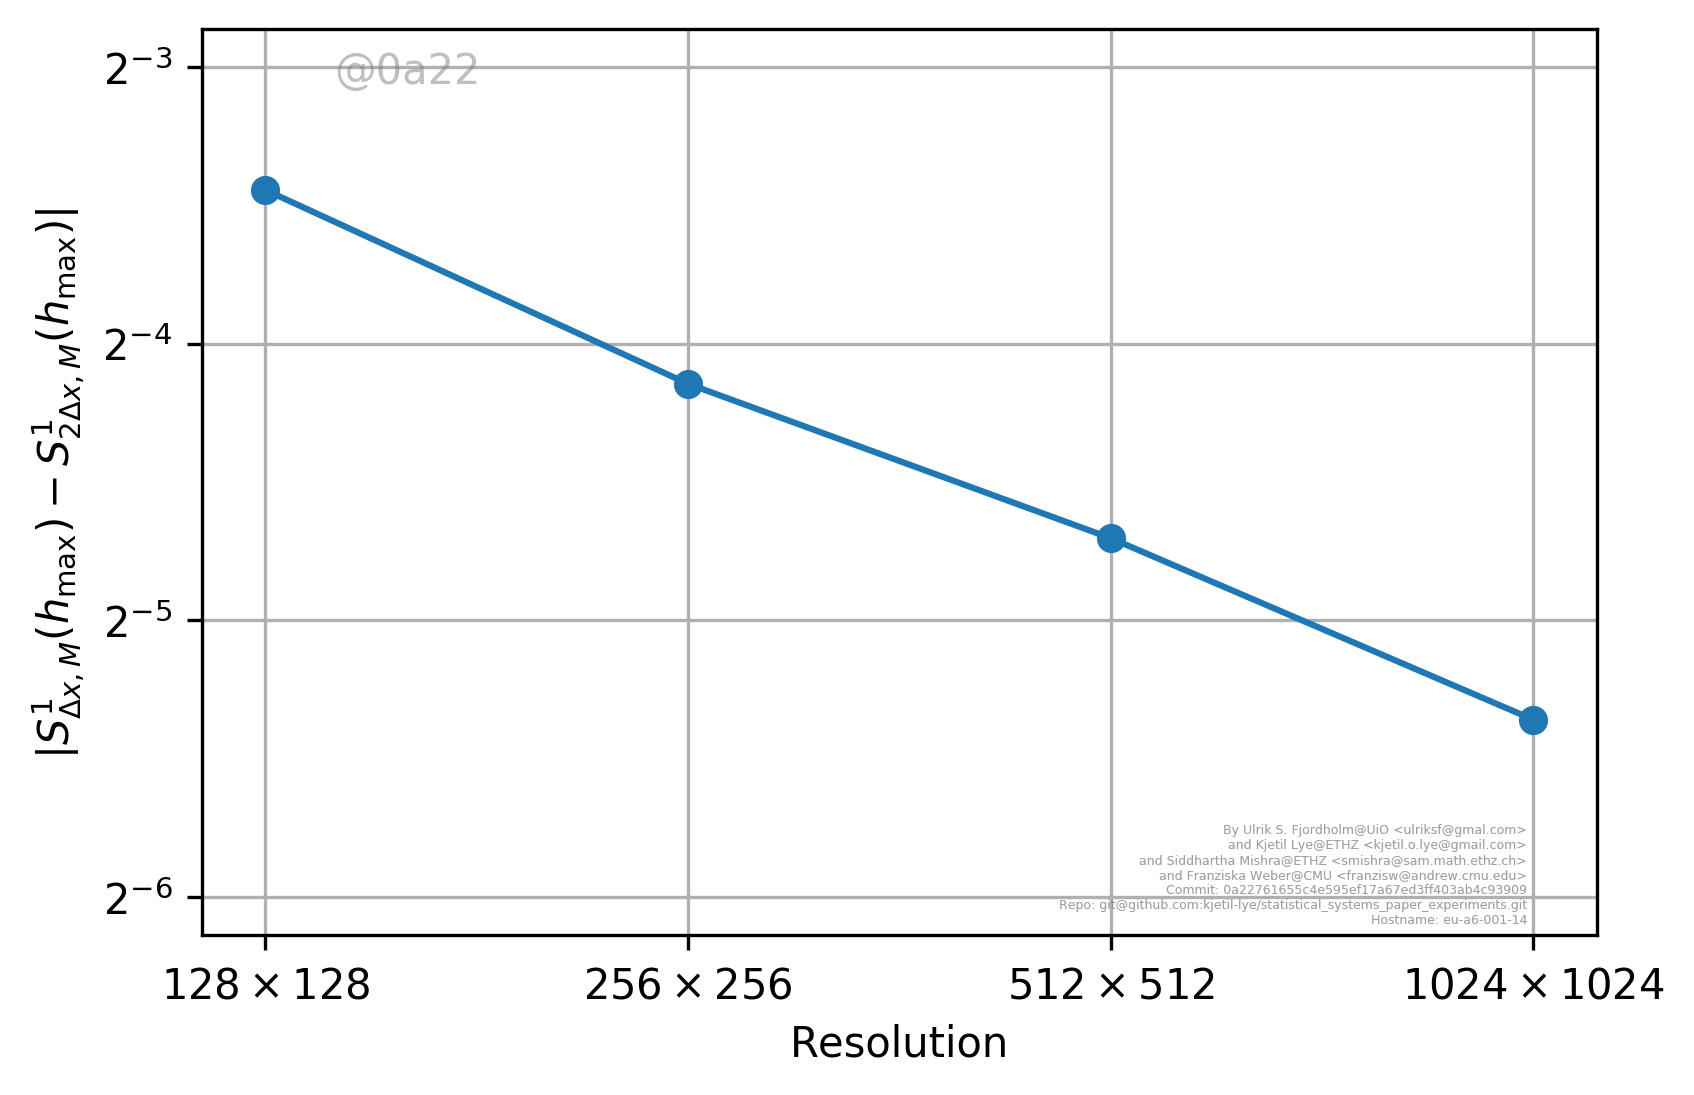 @0a22
2⁻³
2⁻⁴
2⁻⁵
2⁻⁶
|S¹_{Δx, M}(h_max) − S¹_{2Δx, M}(h_max)|
By Ulrik S. Fjordholm@UiO <ulriksf@gmal.com>
and Kjetil Lye@ETHZ <kjetil.o.lye@gmail.com>
and Siddhartha Mishra@ETHZ <smishra@sam.math.ethz.ch>
and Franziska Weber@CMU <franzisw@andrew.cmu.edu>
Commit: 0a22761655c4e595ef17a67ed3ff403ab4c93909
Repo: git@github.com:kjetil-lye/statistical_systems_paper_experiments.git
Hostname: eu-a6-001-14
128 × 128 256 × 256 512 × 512 1024 × 1024
Resolution